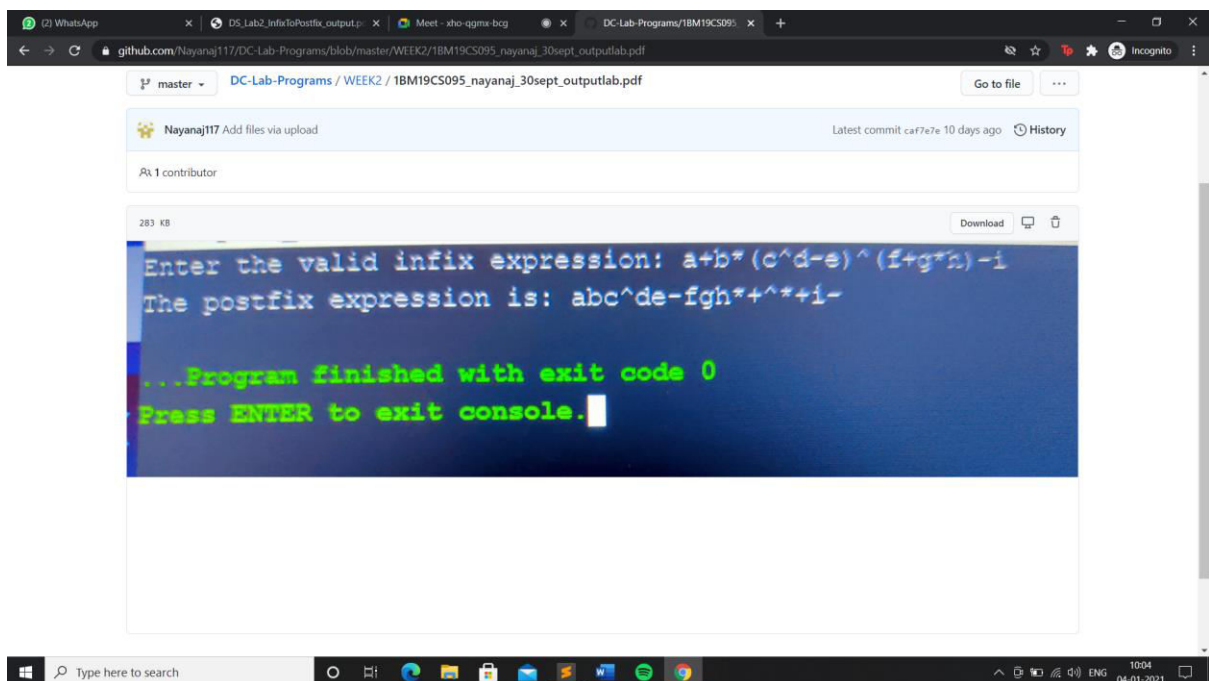 (2) WhatsApp
DS_Lab2_InfixToPostfix_output.p
Meet - xho-qgmx-bcg
DC-Lab-Programs/1BM19CS095_
github.com/Nayanaj117/DC-Lab-Programs/blob/master/WEEK2/1BM19CS095_nayanaj_30sept_outputlab.pdf
Tp
Incognito
master
DC-Lab-Programs / WEEK2 / 1BM19CS095_nayanaj_30sept_outputlab.pdf
Go to file
...
Nayanaj117 Add files via upload
Latest commit caf7e7e 10 days ago
History
1 contributor
283 KB
Download
Enter the valid infix expression: a+b*(c^d-e)^(f+g*h)-i
The postfix expression is: abc^de-fgh*+^*+i-
...Program finished with exit code 0
Press ENTER to exit console.
Type here to search
ENG
10:04
04-01-2021